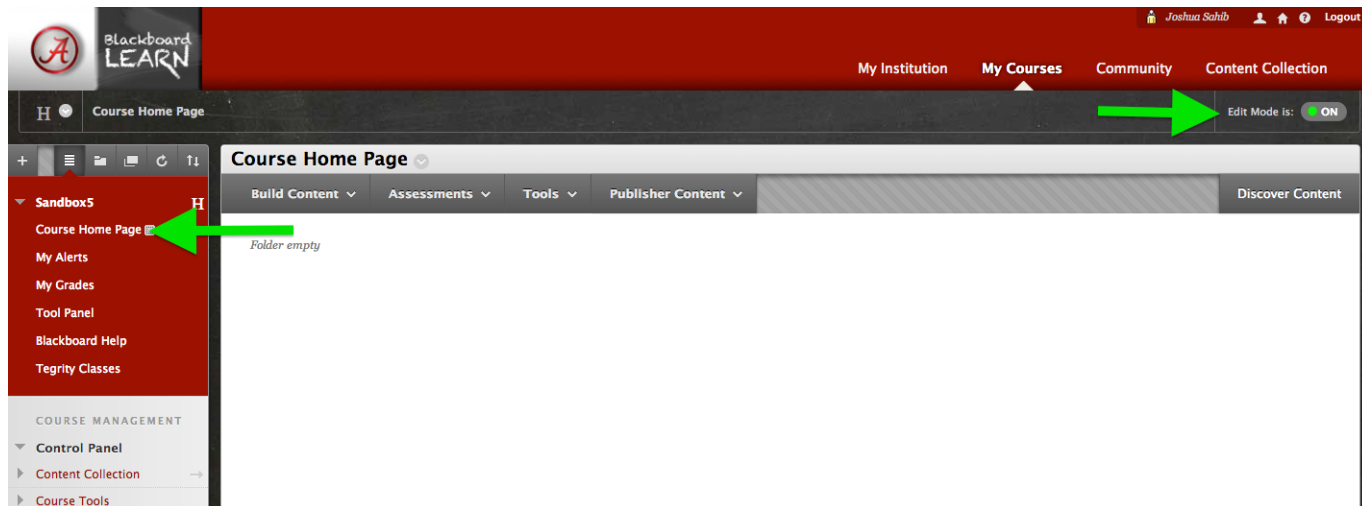 Joshua Sahib Logout
Blackboard
LEARN
My Institution My Courses Community Content Collection
H Course Home Page Edit Mode is: ON
Course Home Page
Build Content Assessments Tools Publisher Content Discover Content
Folder empty
Sandbox5 H
Course Home Page
My Alerts
My Grades
Tool Panel
Blackboard Help
Tegrity Classes
COURSE MANAGEMENT
Control Panel
Content Collection
Course Tools